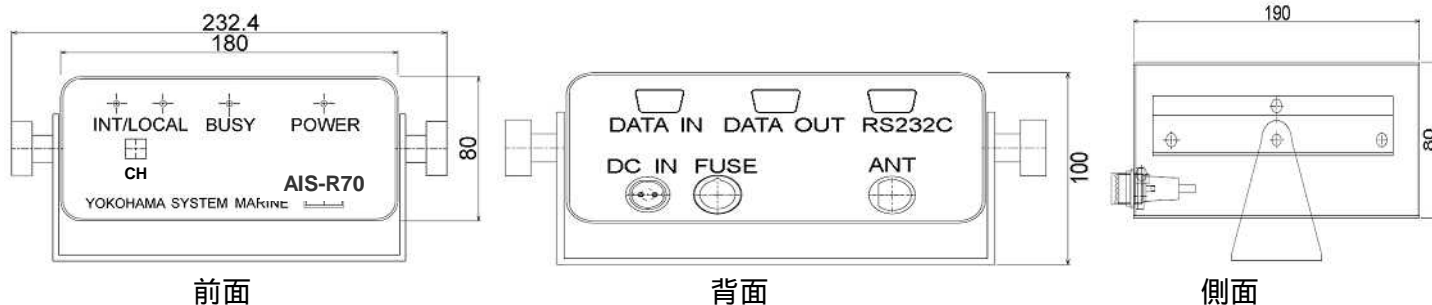 232.4
180
INT/LOCAL BUSY POWER
CH
AIS-R70
YOKOHAMA SYSTEM MARINE
80
前面
DATA IN DATA OUT RS232C
DC IN FUSE ANT
100
背面
190
80
側面